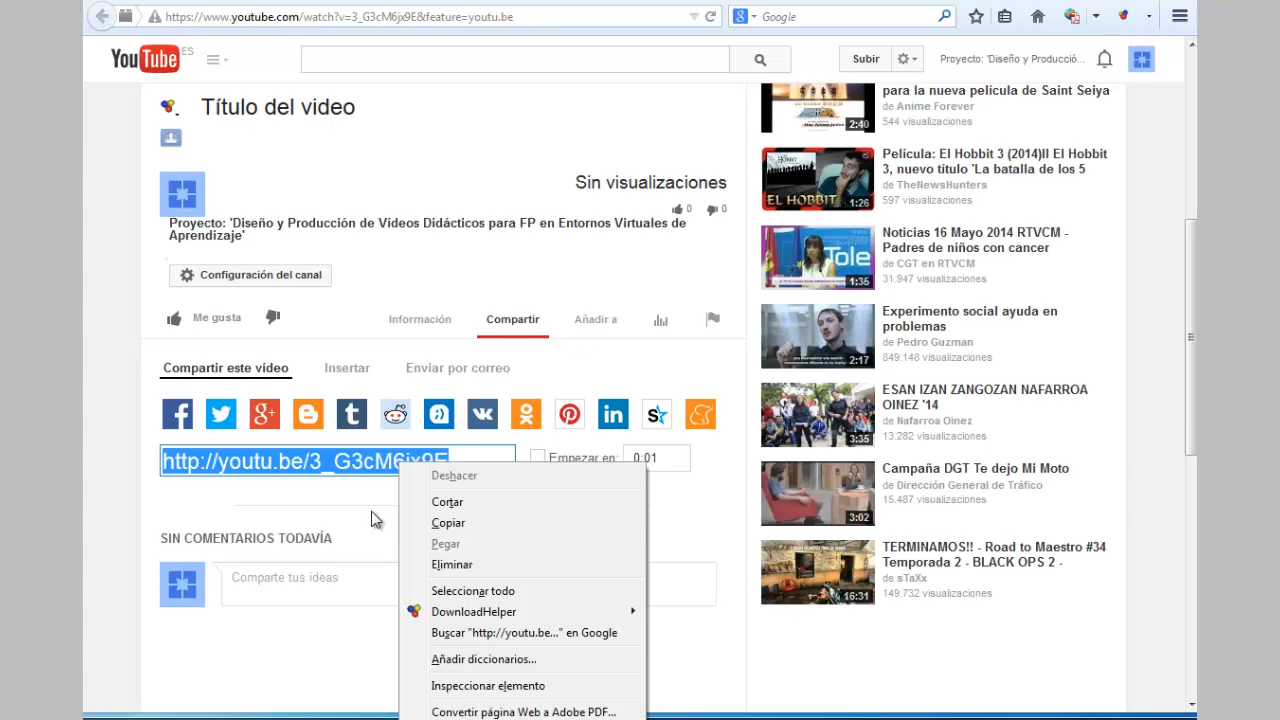 https://www.youtube.com/watch?v=3_G3cM6jx9E&feature=youtu.be
Google
YouTube ES
Subir
Proyecto: 'Diseño y Producció...
Título del video
Sin visualizaciones
0 0
Proyecto: 'Diseño y Producción de Vídeos Didácticos para FP en Entornos Virtuales de
Aprendizaje'
Configuración del canal
Me gusta
Información
Compartir
Añadir a
Compartir este vídeo
Insertar
Enviar por correo
http://youtu.be/3_G3cM6jx9E
Empezar en:
0:01
Deshacer
Cortar
Copiar
Pegar
Eliminar
Seleccionar todo
DownloadHelper
Buscar "http://youtu.be..." en Google
Añadir diccionarios...
Inspeccionar elemento
Convertir página Web a Adobe PDF...
SIN COMENTARIOS TODAVÍA
Comparte tus ideas
para la nueva película de Saint Seiya
de Anime Forever
544 visualizaciones
2:40
Película: El Hobbit 3 (2014)II El Hobbit
3, nuevo título 'La batalla de los 5
de TheNewsHunters
597 visualizaciones
EL HOBBIT
1:26
Noticias 16 Mayo 2014 RTVCM -
Padres de niños con cancer
de CGT en RTVCM
31.947 visualizaciones
Tole
1:35
Experimento social ayuda en
problemas
de Pedro Guzman
849.148 visualizaciones
2:17
ESAN IZAN ZANGOZAN NAFARROA
OINEZ '14
de Nafarroa Oinez
13.282 visualizaciones
3:35
Campaña DGT Te dejo Mi Moto
de Dirección General de Tráfico
15.487 visualizaciones
3:02
TERMINAMOS!! - Road to Maestro #34
Temporada 2 - BLACK OPS 2 -
de sTaXx
149.732 visualizaciones
16:31